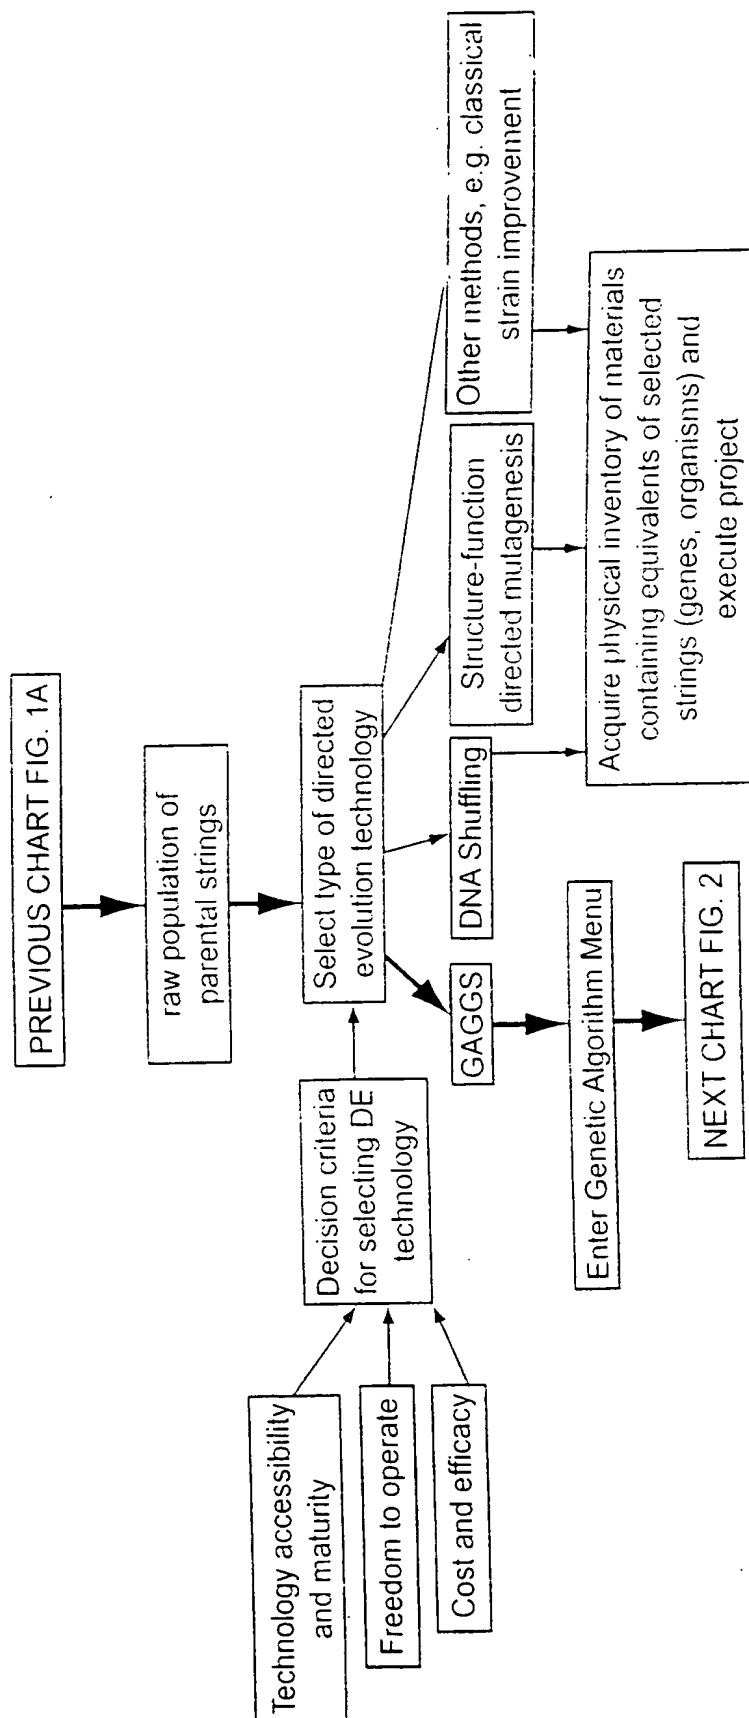 PREVIOUS CHART FIG. 1A
raw population of
parental strings
Technology accessibility
and maturity
Freedom to operate
Cost and efficacy
Decision criteria
for selecting DE
technology
Select type of directed
evolution technology
GAGGS
DNA Shuffling
Structure-function
directed mutagenesis
Other methods, e.g. classical
strain improvement
Enter Genetic Algorithm Menu
Acquire physical inventory of materials
containing equivalents of selected
strings (genes, organisms) and
execute project
NEXT CHART FIG. 2